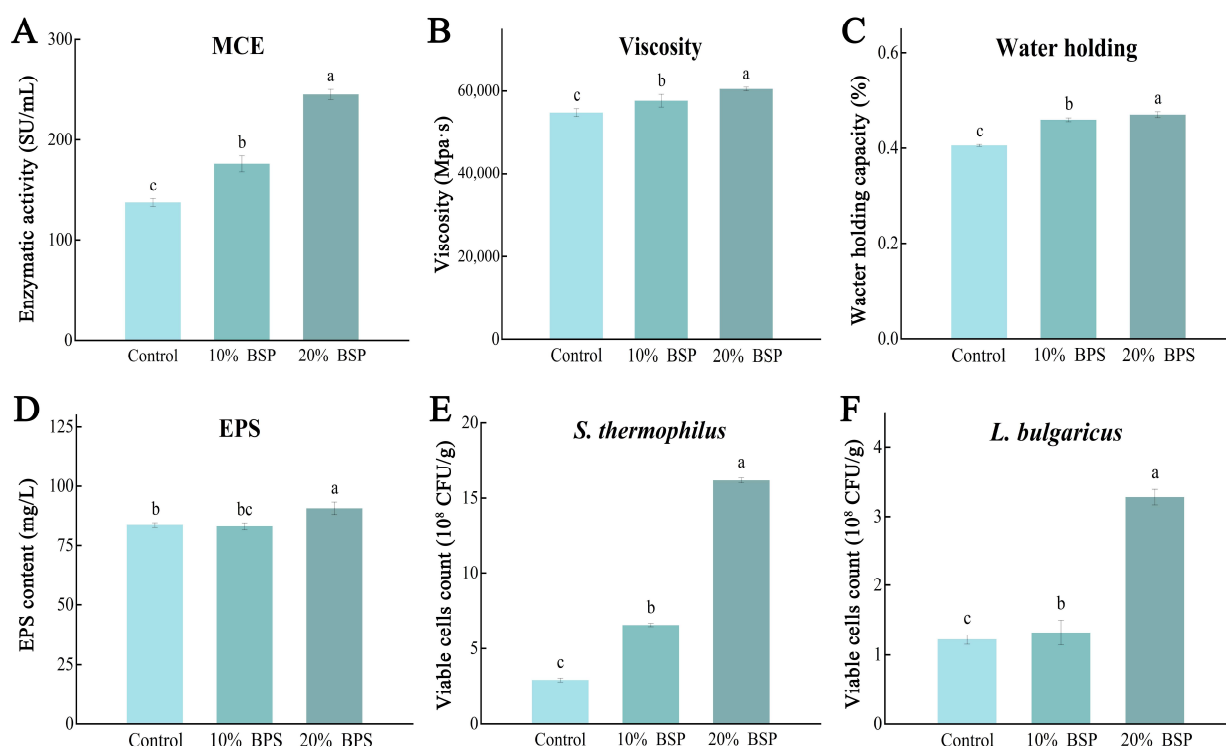 A
MCE
Enzymatic activity (SU/mL)
300
200
100
0
c
b
a
Control
10% BSP
20% BSP
B
Viscosity
Viscosity (Mpa·s)
60,000
40,000
20,000
0
c
b
a
Control
10% BSP
20% BSP
C
Water holding
Wacter holding capacity (%)
0.6
0.4
0.2
0.0
c
b
a
Control
10% BPS
20% BPS
D
EPS
EPS content (mg/L)
125
100
75
50
25
0
b
bc
a
Control
10% BPS
20% BPS
E
S. thermophilus
Viable cells count (10⁸ CFU/g)
20
15
10
5
0
c
b
a
Control
10% BSP
20% BSP
F
L. bulgaricus
Viable cells count (10⁸ CFU/g)
4
3
2
1
0
c
b
a
Control
10% BSP
20% BSP